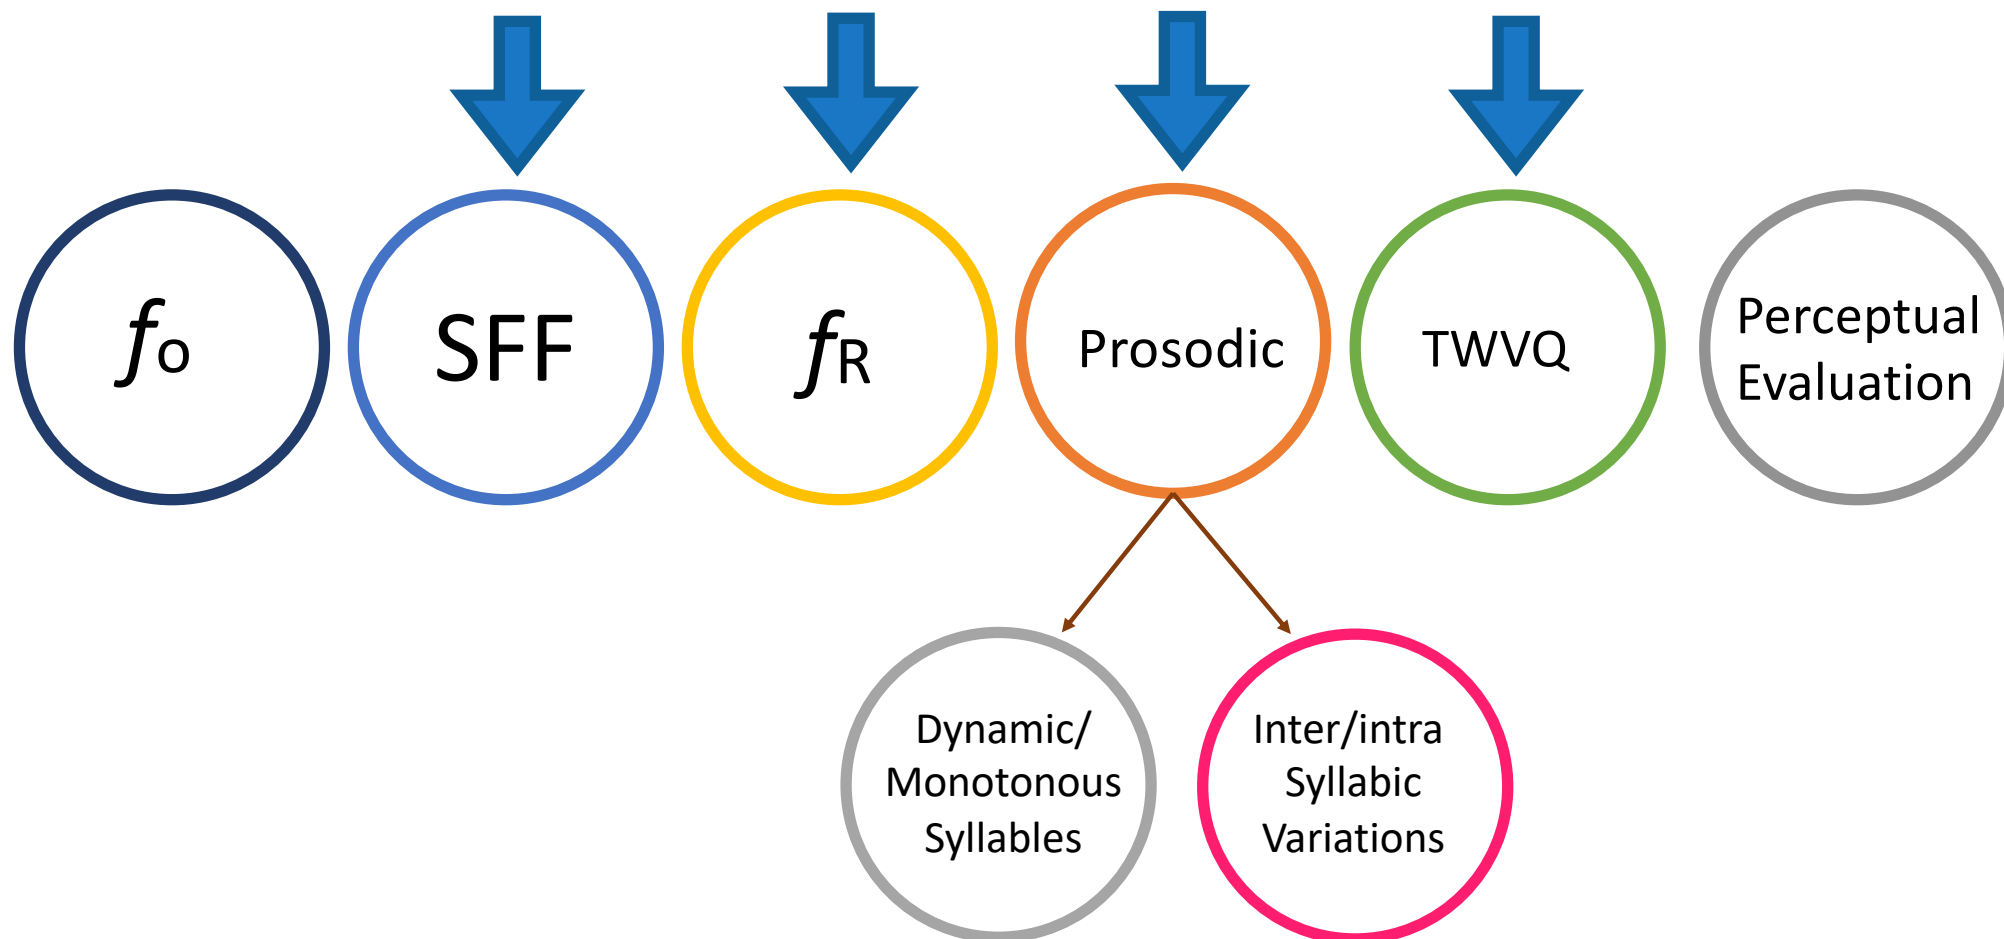 fo
SFF
fR
Prosodic
TWVQ
Perceptual
Evaluation
Dynamic/
Monotonous
Syllables
Inter/intra
Syllabic
Variations